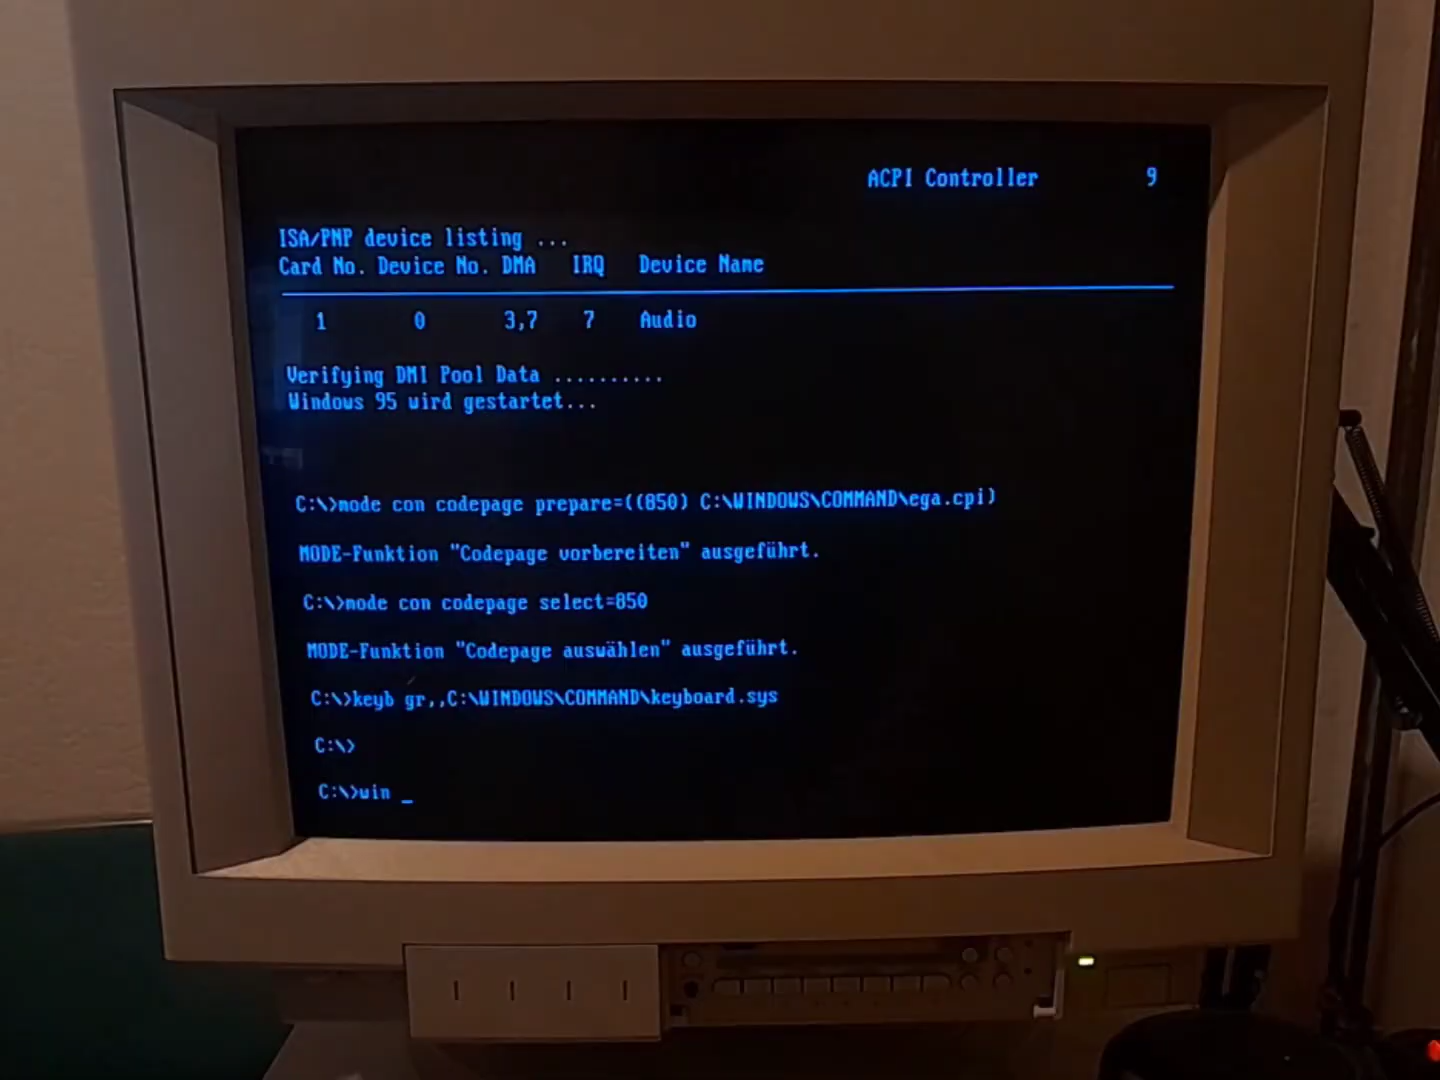 ACPI Controller 9
ISA/PNP device listing ...
Card No. Device No. DMA IRQ Device Name
1 0 3,7 7 Audio
Verifying DMI Pool Data ..........
Windows 95 wird gestartet...
C:\>mode con codepage prepare=((850) C:\WINDOWS\COMMAND\ega.cpi)
MODE-Funktion "Codepage vorbereiten" ausgeführt.
C:\>mode con codepage select=850
MODE-Funktion "Codepage auswählen" ausgeführt.
C:\>keyb gr,,C:\WINDOWS\COMMAND\keyboard.sys
C:\>
C:\>win _